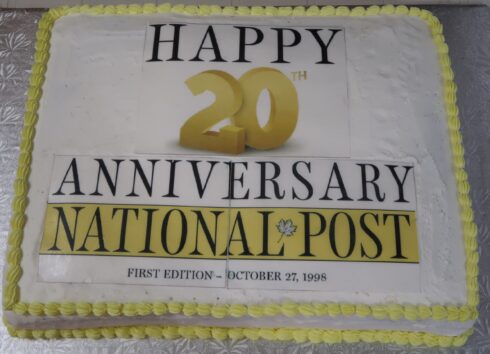 HAPPY
20TH
ANNIVERSARY
NATIONAL POST
FIRST EDITION – OCTOBER 27, 1998